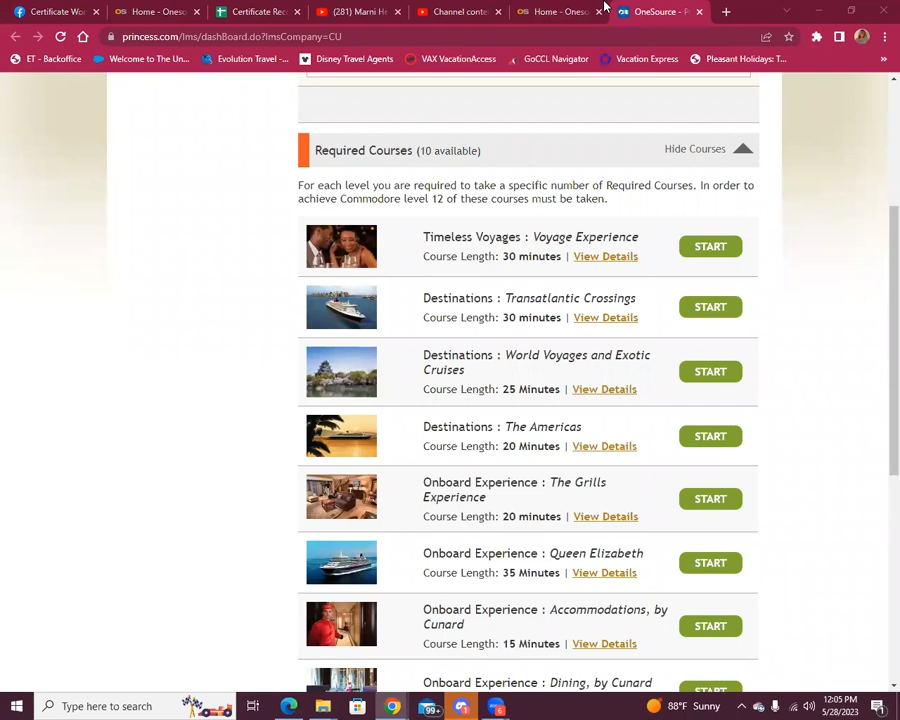 Certificate Wo
Home - Oneso
Certificate Rec
(281) Marni He
Channel conte
Home - Oneso
OneSource - P
princess.com/lms/dashBoard.do?lmsCompany=CU
ET - Backoffice
Welcome to The Un...
Evolution Travel -...
Disney Travel Agents
VAX VacationAccess
GoCCL Navigator
Vacation Express
Pleasant Holidays: T...
Required Courses (10 available)
Hide Courses
For each level you are required to take a specific number of Required Courses. In order to
achieve Commodore level 12 of these courses must be taken.
Timeless Voyages : Voyage Experience
Course Length: 30 minutes | View Details
START
Destinations : Transatlantic Crossings
Course Length: 30 minutes | View Details
START
Destinations : World Voyages and Exotic
Cruises
Course Length: 25 Minutes | View Details
START
Destinations : The Americas
Course Length: 20 Minutes | View Details
START
Onboard Experience : The Grills
Experience
Course Length: 20 minutes | View Details
START
Onboard Experience : Queen Elizabeth
Course Length: 35 Minutes | View Details
START
Onboard Experience : Accommodations, by
Cunard
Course Length: 15 Minutes | View Details
START
Onboard Experience : Dining, by Cunard
START
Type here to search
99+
88°F Sunny
12:05 PM
5/28/2023